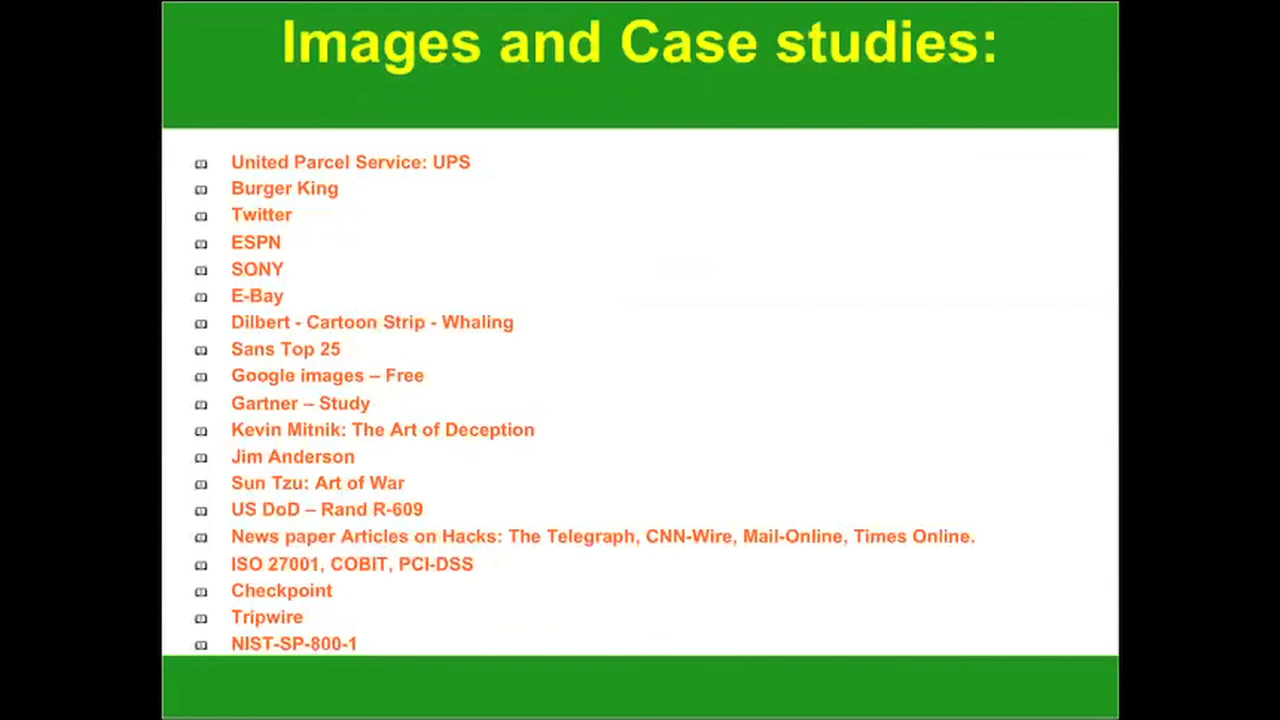 Images and Case studies:
United Parcel Service: UPS
Burger King
Twitter
ESPN
SONY
E-Bay
Dilbert - Cartoon Strip - Whaling
Sans Top 25
Google images – Free
Gartner – Study
Kevin Mitnik: The Art of Deception
Jim Anderson
Sun Tzu: Art of War
US DoD – Rand R-609
News paper Articles on Hacks: The Telegraph, CNN-Wire, Mail-Online, Times Online.
ISO 27001, COBIT, PCI-DSS
Checkpoint
Tripwire
NIST-SP-800-1